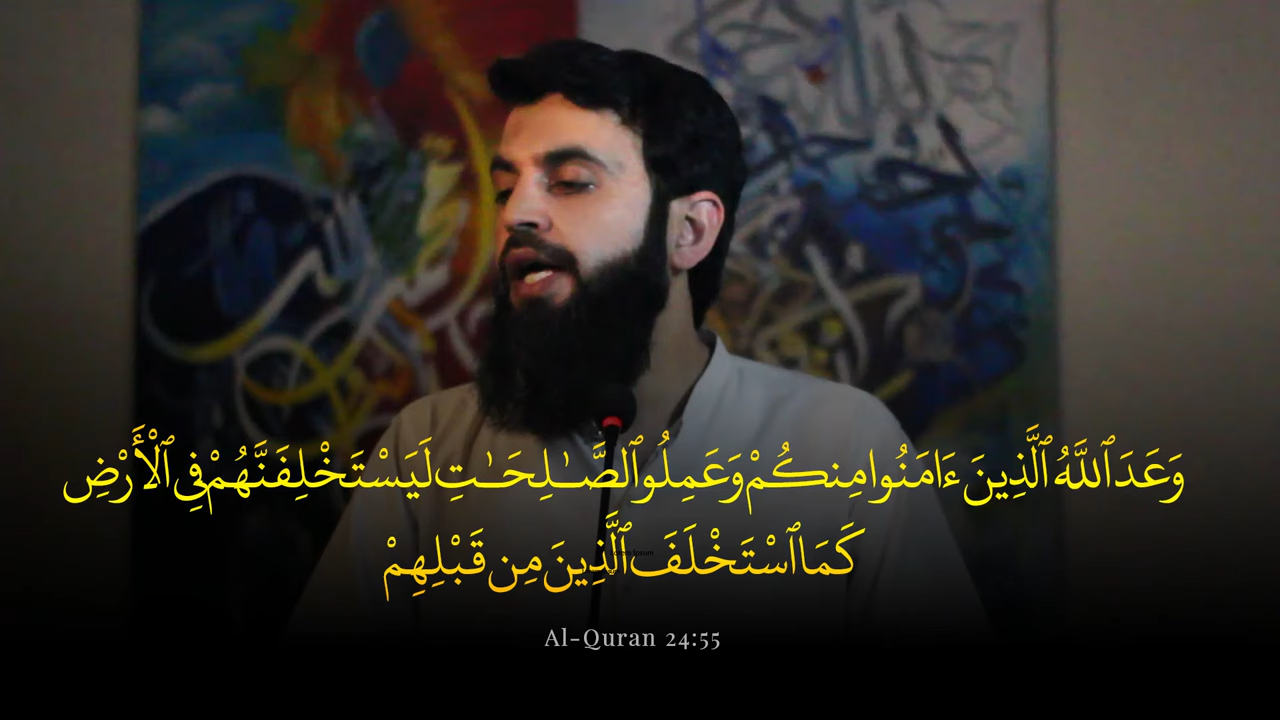 وَعَدَ ٱللَّهُ ٱلَّذِينَ ءَامَنُوا مِنكُمْ وَعَمِلُوا ٱلصَّـٰلِحَـٰتِ لَيَسْتَخْلِفَنَّهُمْ فِى ٱلْأَرْضِ
كَمَا ٱسْتَخْلَفَ ٱلَّذِينَ مِن قَبْلِهِمْ
Al-Quran 24:55